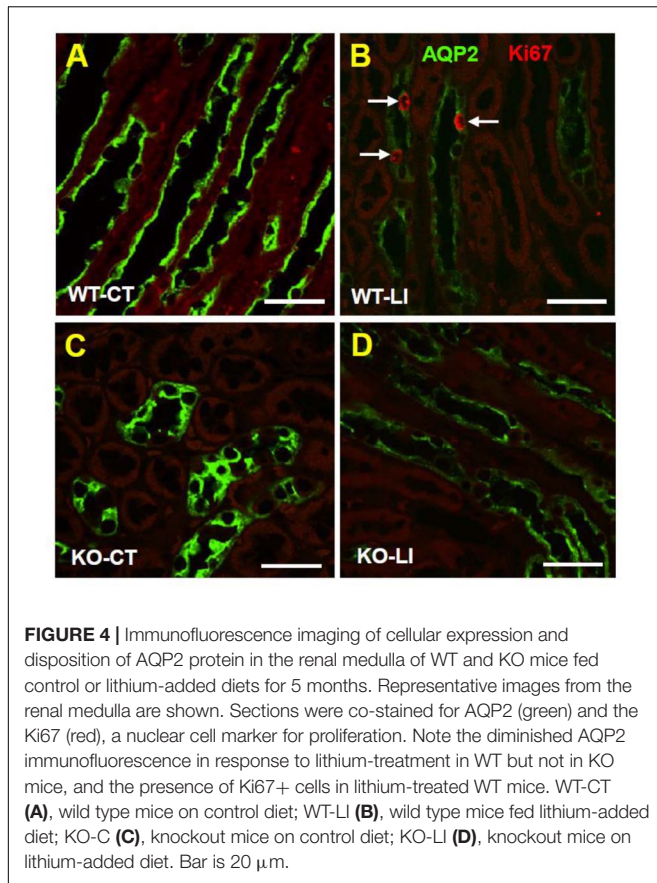 A
B
AQP2 Ki67
WT-CT
WT-LI
C
D
KO-CT
KO-LI
FIGURE 4 | Immunofluorescence imaging of cellular expression and
disposition of AQP2 protein in the renal medulla of WT and KO mice fed
control or lithium-added diets for 5 months. Representative images from the
renal medulla are shown. Sections were co-stained for AQP2 (green) and the
Ki67 (red), a nuclear cell marker for proliferation. Note the diminished AQP2
immunofluorescence in response to lithium-treatment in WT but not in KO
mice, and the presence of Ki67+ cells in lithium-treated WT mice. WT-CT
(A), wild type mice on control diet; WT-LI (B), wild type mice fed lithium-added
diet; KO-C (C), knockout mice on control diet; KO-LI (D), knockout mice on
lithium-added diet. Bar is 20 μm.